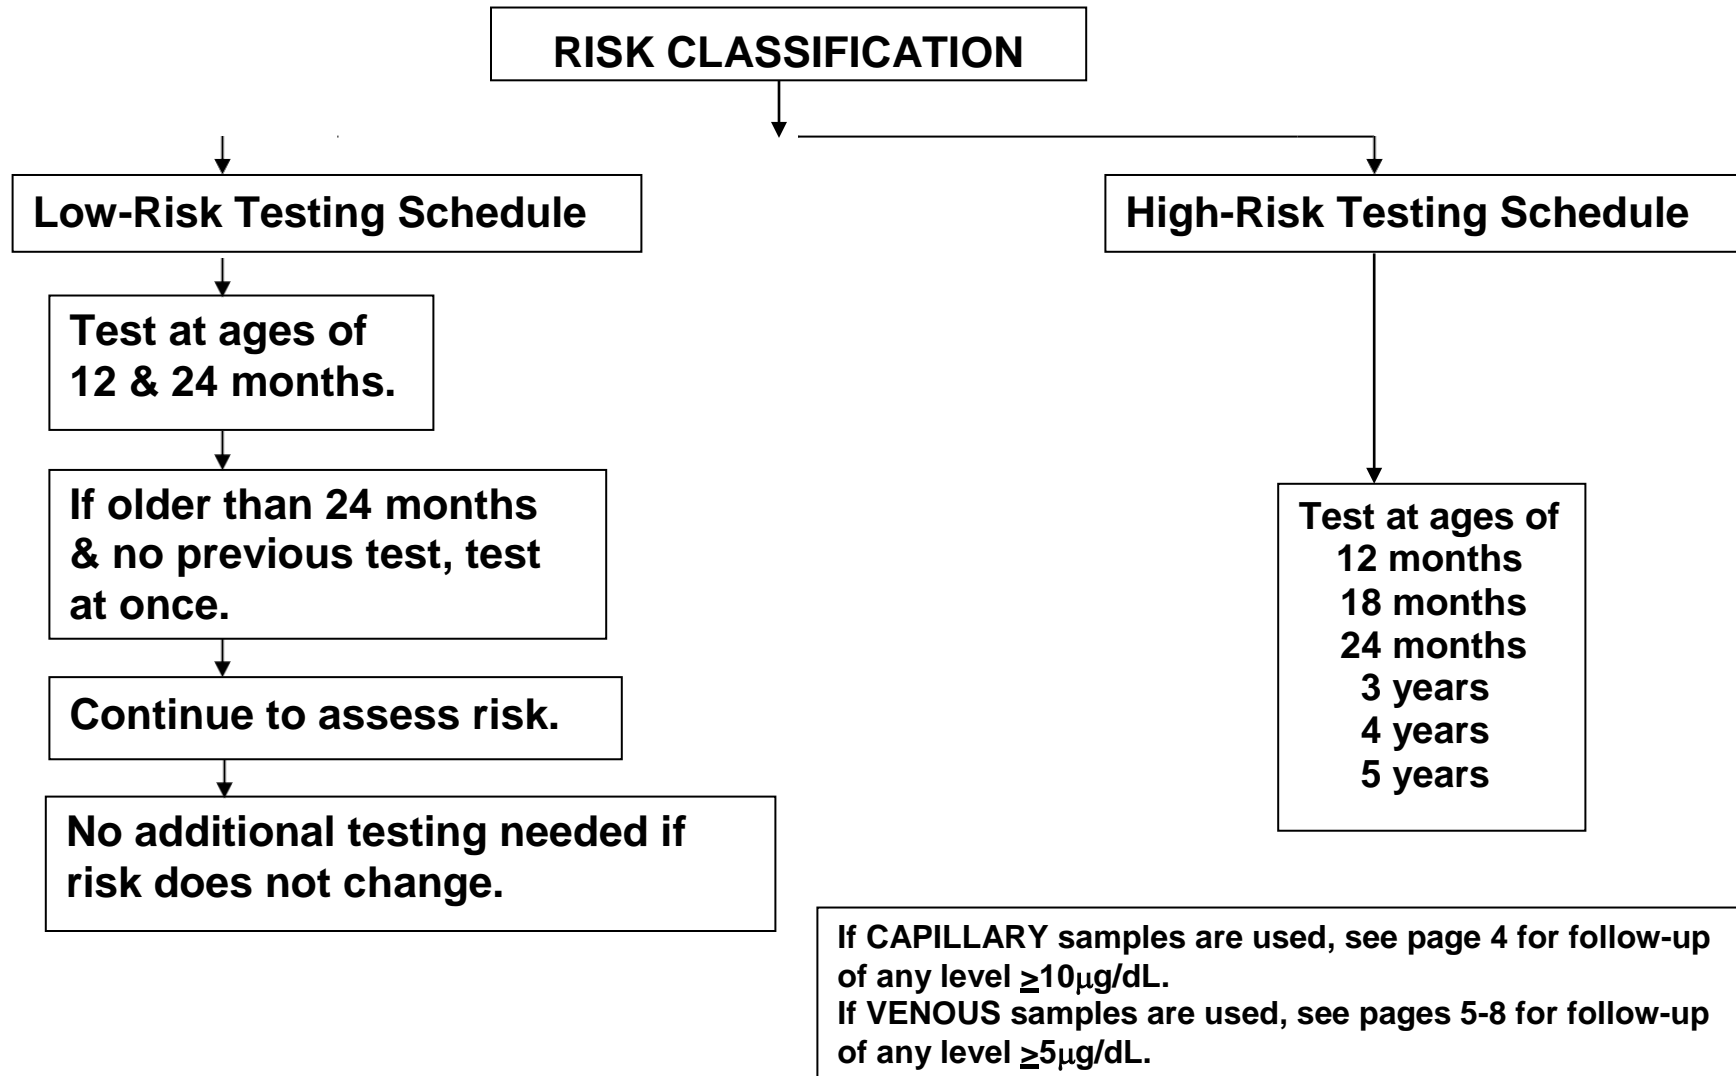 RISK CLASSIFICATION
Low-Risk Testing Schedule
Test at ages of
12 & 24 months.
If older than 24 months
& no previous test, test
at once.
Continue to assess risk.
No additional testing needed if
risk does not change.
High-Risk Testing Schedule
Test at ages of
12 months
18 months
24 months
3 years
4 years
5 years
If CAPILLARY samples are used, see page 4 for follow-up
of any level ≥10µg/dL.
If VENOUS samples are used, see pages 5-8 for follow-up
of any level ≥5µg/dL.